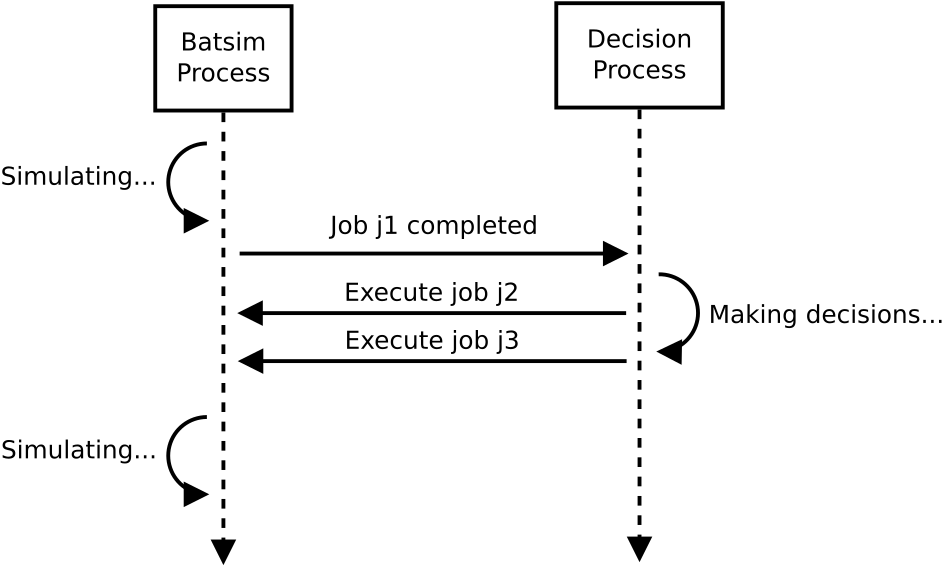 Batsim
Process
Decision
Process
Simulating...
Job j1 completed
Execute job j2
Making decisions...
Execute job j3
Simulating...